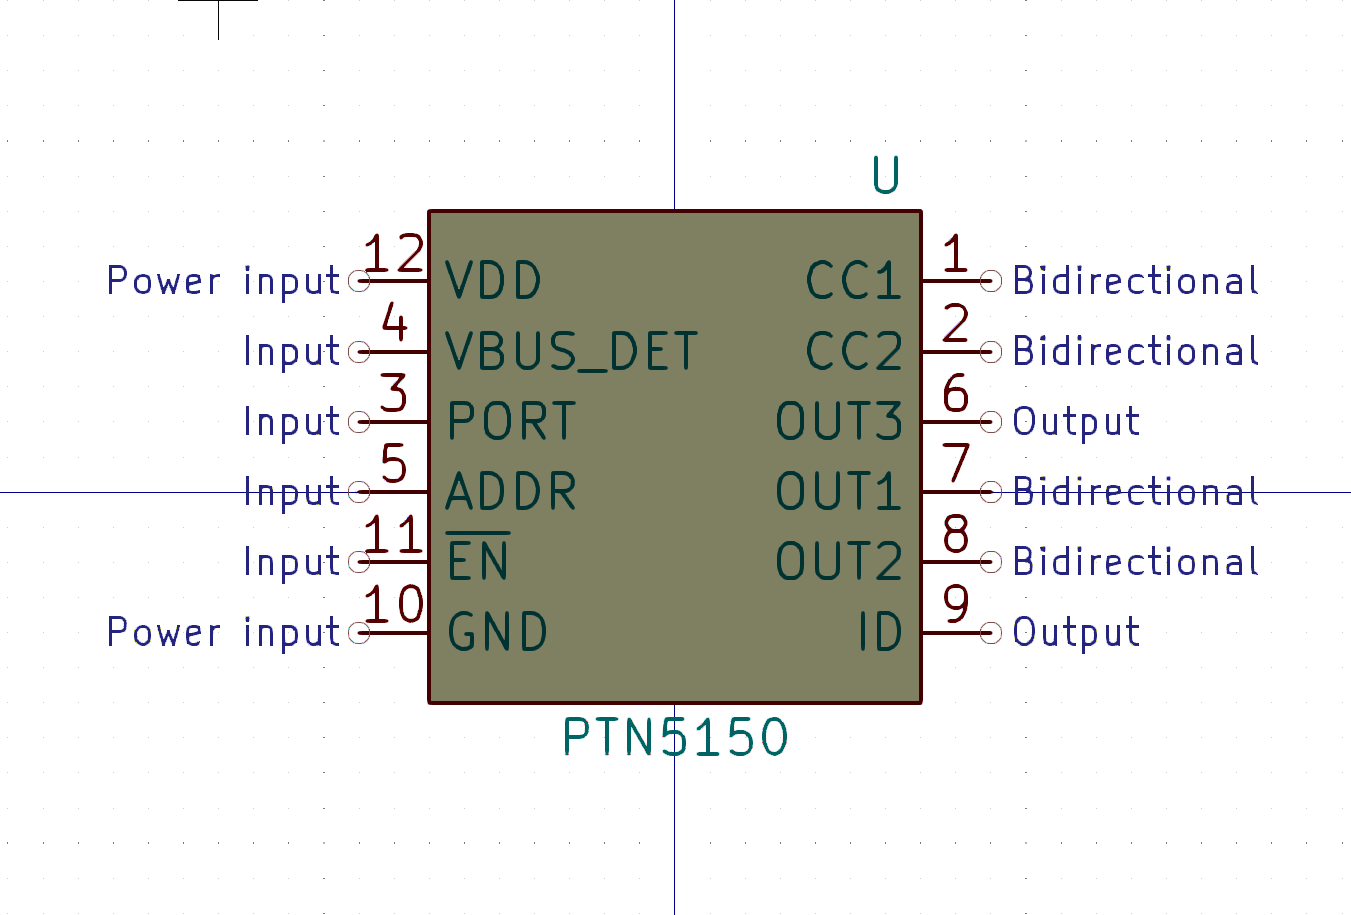 U
12 1
Power input VDD CC1 Bidirectional
4 2
Input VBUS_DET CC2 Bidirectional
3 6
Input PORT OUT3 Output
5 7
Input ADDR OUT1 Bidirectional
11 8
Input EN OUT2 Bidirectional
10 9
Power input GND ID Output
PTN5150